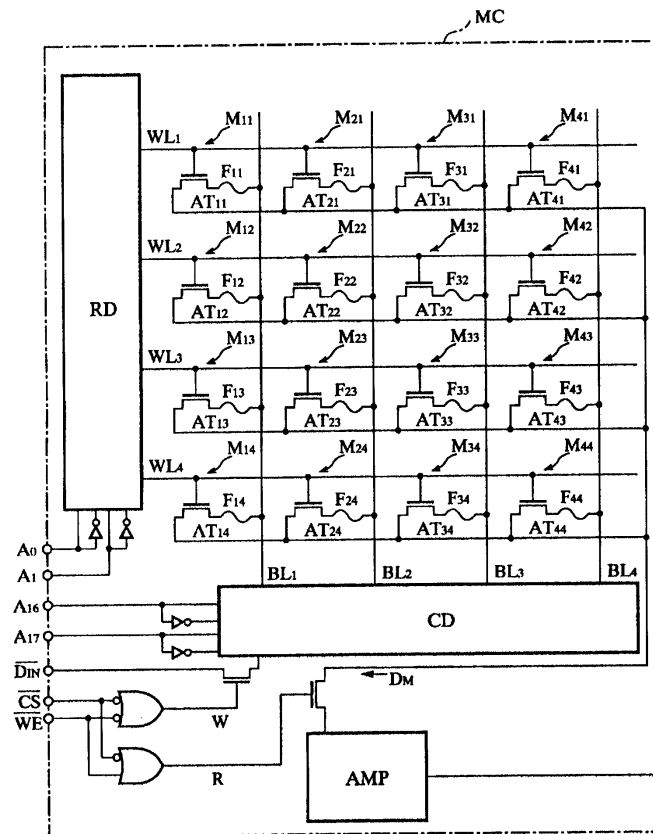 MC
M11 M21 M31 M41
WL1
F11 F21 F31 F41
AT11 AT21 AT31 AT41
M12 M22 M32 M42
WL2
F12 F22 F32 F42
RD
AT12 AT22 AT32 AT42
M13 M23 M33 M43
WL3
F13 F23 F33 F43
AT13 AT23 AT33 AT43
M14 M24 M34 M44
WL4
F14 F24 F34 F44
AT14 AT24 AT34 AT44
A0
A1
BL1 BL2 BL3 BL4
A16
CD
A17
DIN
DM
CS
W
WE
R
AMP